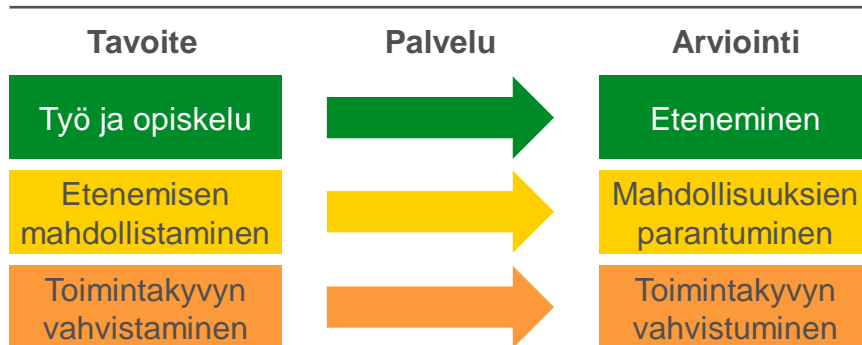 Tavoite Palvelu Arviointi
Työ ja opiskelu Eteneminen
Etenemisen
mahdollistaminen
Mahdollisuuksien
parantuminen
Toimintakyvyn
vahvistaminen
Toimintakyvyn
vahvistuminen